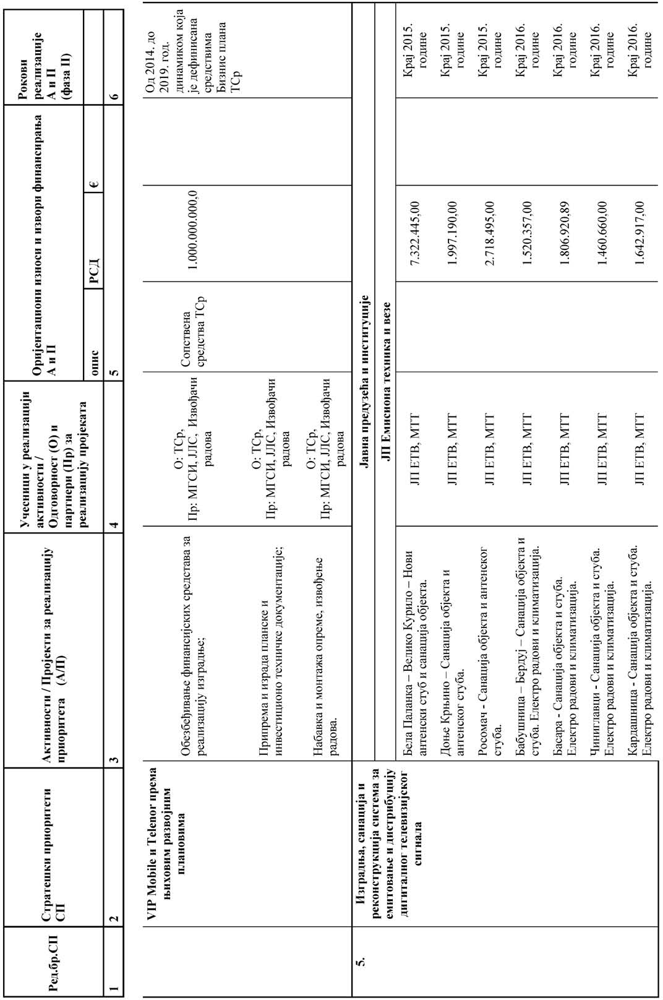 Ред.бр.СП
Стратешки приоритети
СП
Активности / Пројекти за реализацију
приоритета (А/П)
Учесници у реализацији
активности /
Одговорност (О) и
партнери (Пр) за
реализацију пројеката
Оријентациони износи и извори финансирања
А и П
Рокови
реализације
А и П
(фаза II)
опис
РСД
€
1
2
3
4
5
6
VIP Mobile и Telenor према
њиховим развојним
плановима
Обезбеђивање финансијских средстава за
реализацију изградње;
О: ТСр,
Пр: МГСИ, ЈЛС, Извођачи
радова
Сопствена
средства ТСр
1.000.000.000,0
Од 2014. до
2019. год.
динамиком која
је дефинисана
средствима
Бизнис плана
ТСр
Припрема и израда планске и
инвестиционо техничке документације;
О: ТСр,
Пр: МГСИ, ЈЛС, Извођачи
радова
Набавка и монтажа опреме, извођење
радова.
О: ТСр,
Пр: МГСИ, ЈЛС, Извођачи
радова
5.
Изградња, санација и
реконструкција система за
емитовање и дистрибуцију
дигиталног телевизијског
сигнала
Јавна предузећа и институције
ЈП Емисиона техника и везе
Бела Паланка – Велико Курило – Нови
антенски стуб и санација објекта.
ЈП ЕТВ, МТТ
7.322.445,00
Крај 2015.
године
Доње Крњино – Санација објекта и
антенског стуба.
ЈП ЕТВ, МТТ
1.997.190,00
Крај 2015.
године
Росомач - Санација објекта и антенског
стуба.
ЈП ЕТВ, МТТ
2.718.495,00
Крај 2015.
године
Бабушница – Бердуј – Санација објекта и
стуба. Електро радови и климатизација.
ЈП ЕТВ, МТТ
1.520.357,00
Крај 2016.
године
Басара - Санација објекта и стуба.
Електро радови и климатизација.
ЈП ЕТВ, МТТ
1.806.920,89
Крај 2016.
године
Чиниглавци - Санација објекта и стуба.
Електро радови и климатизација.
ЈП ЕТВ, МТТ
1.460.660,00
Крај 2016.
године
Кардашница - Санација објекта и стуба.
Електро радови и климатизација.
ЈП ЕТВ, МТТ
1.642.917,00
Крај 2016.
године